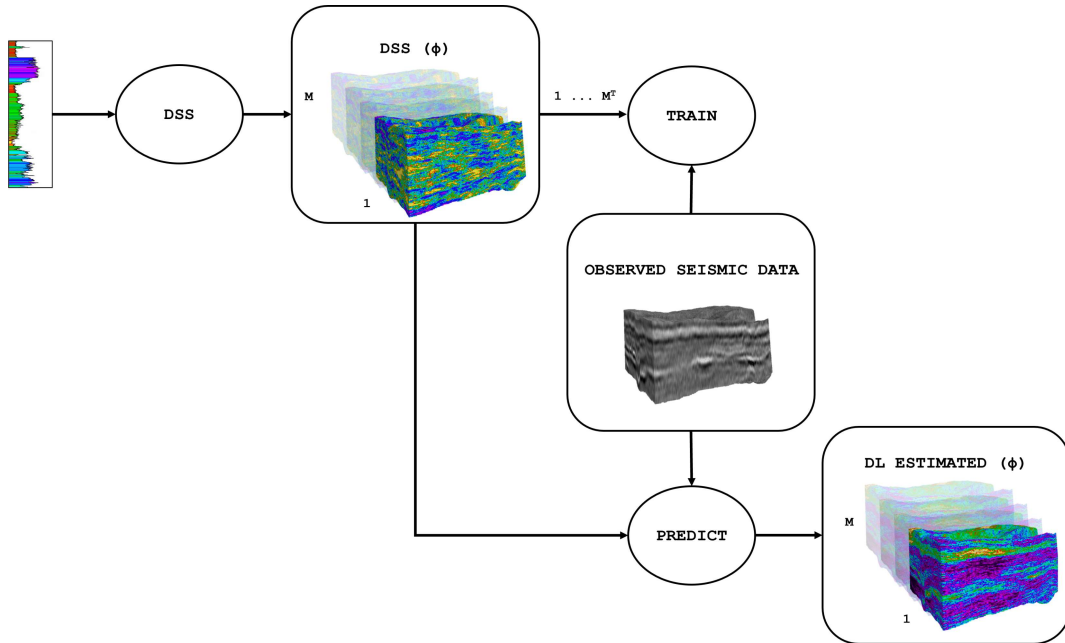 DSS
DSS (ϕ)
M
1
1 ... Mᵀ
TRAIN
OBSERVED SEISMIC DATA
PREDICT
DL ESTIMATED (ϕ)
M
1